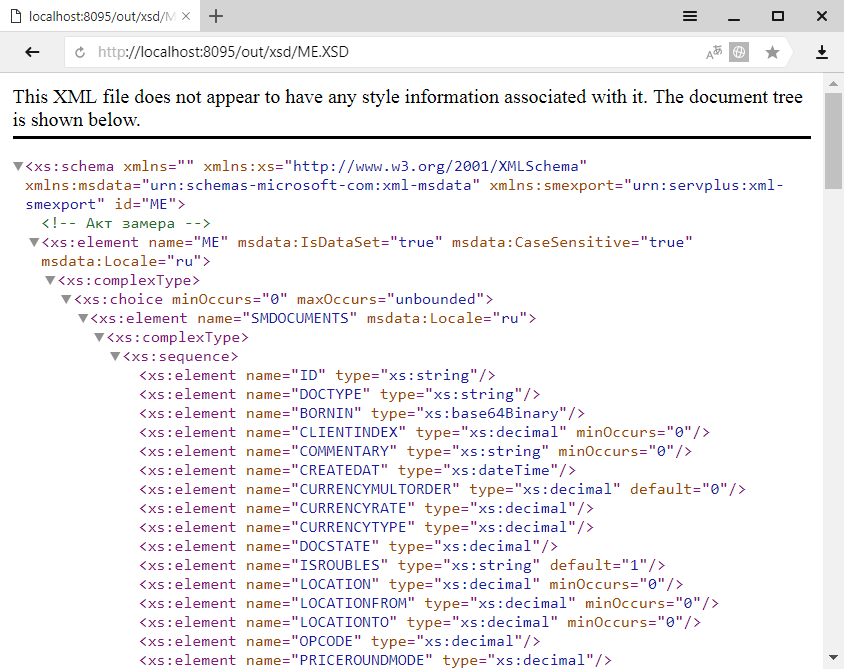 localhost:8095/out/xsd/M
http://localhost:8095/out/xsd/ME.XSD
This XML file does not appear to have any style information associated with it. The document tree
is shown below.
▼<xs:schema xmlns="" xmlns:xs="http://www.w3.org/2001/XMLSchema"
xmlns:msdata="urn:schemas-microsoft-com:xml-msdata" xmlns:smexport="urn:servplus:xml-
smexport" id="ME">
<!-- Акт замера -->
▼<xs:element name="ME" msdata:IsDataSet="true" msdata:CaseSensitive="true"
msdata:Locale="ru">
▼<xs:complexType>
▼<xs:choice minOccurs="0" maxOccurs="unbounded">
▼<xs:element name="SMDOCUMENTS" msdata:Locale="ru">
▼<xs:complexType>
▼<xs:sequence>
<xs:element name="ID" type="xs:string"/>
<xs:element name="DOCTYPE" type="xs:string"/>
<xs:element name="BORNIN" type="xs:base64Binary"/>
<xs:element name="CLIENTINDEX" type="xs:decimal" minOccurs="0"/>
<xs:element name="COMMENTARY" type="xs:string" minOccurs="0"/>
<xs:element name="CREATEDAT" type="xs:dateTime"/>
<xs:element name="CURRENCYMULTORDER" type="xs:decimal" default="0"/>
<xs:element name="CURRENCYRATE" type="xs:decimal"/>
<xs:element name="CURRENCYTYPE" type="xs:decimal"/>
<xs:element name="DOCSTATE" type="xs:decimal"/>
<xs:element name="ISROUBLES" type="xs:string" default="1"/>
<xs:element name="LOCATION" type="xs:decimal" minOccurs="0"/>
<xs:element name="LOCATIONFROM" type="xs:decimal" minOccurs="0"/>
<xs:element name="LOCATIONTO" type="xs:decimal" minOccurs="0"/>
<xs:element name="OPCODE" type="xs:decimal"/>
<xs:element name="PRICEROUNDMODE" type="xs:decimal"/>